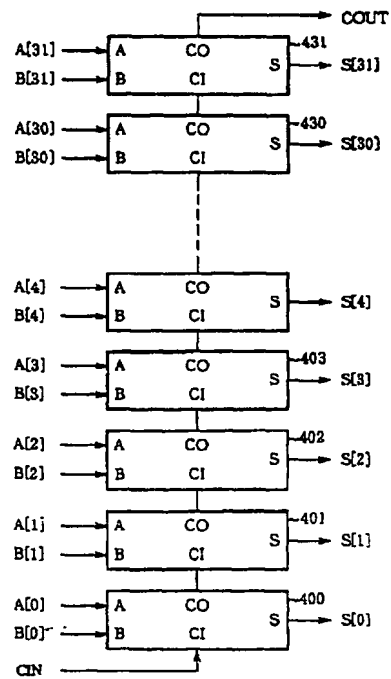 COUT
A[31] A CO 431
B[31] B CI S S[31]
A[30] A CO 430
B[30] B CI S S[30]
A[4] A CO
B[4] B CI S S[4]
A[3] A CO 403
B[3] B CI S S[3]
A[2] A CO 402
B[2] B CI S S[2]
A[1] A CO 401
B[1] B CI S S[1]
A[0] A CO 400
B[0] B CI S S[0]
CIN